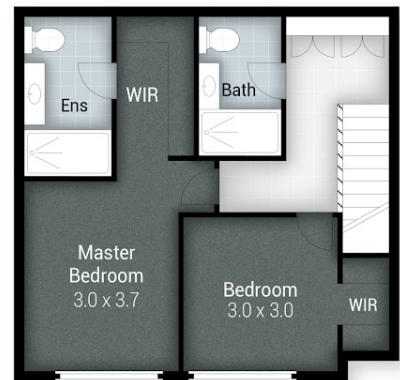 Ens
WIR
Bath
Master
Bedroom
3.0 x 3.7
Bedroom
3.0 x 3.0
WIR